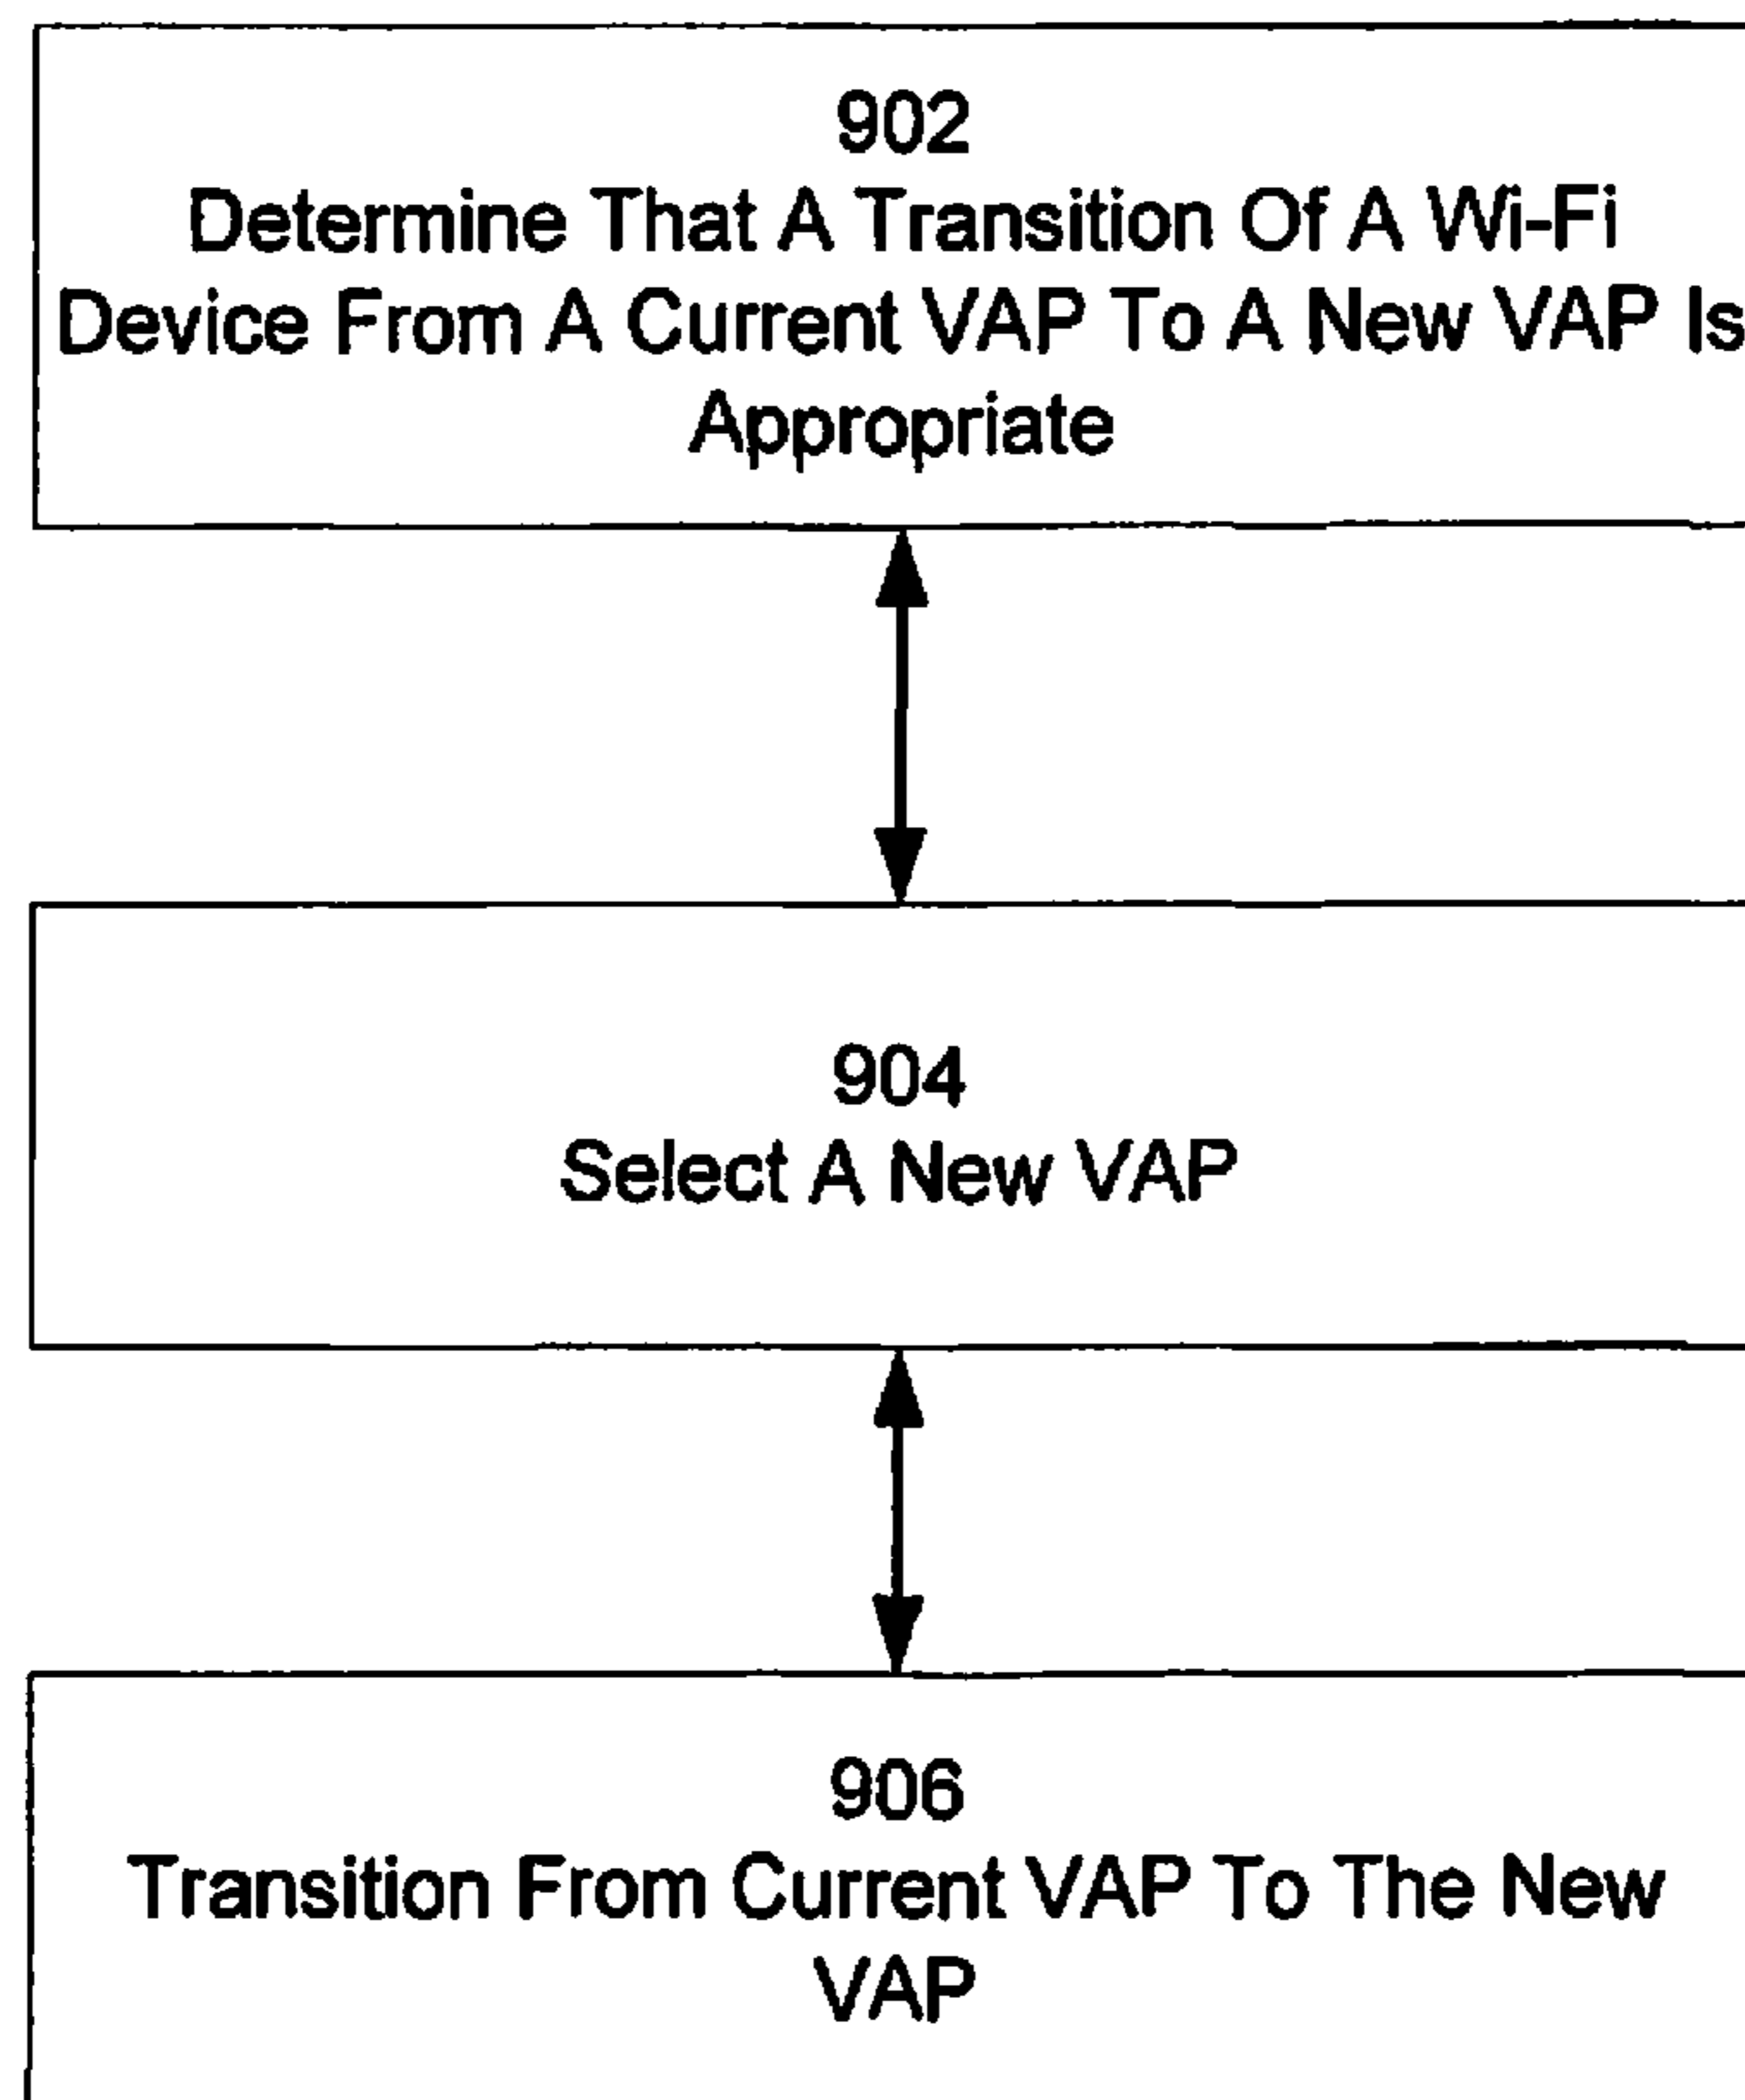 902
Determine That A Transition Of A Wi-Fi
Device From A Current VAP To A New VAP Is
Appropriate
904
Select A New VAP
906
Transition From Current VAP To The New
VAP